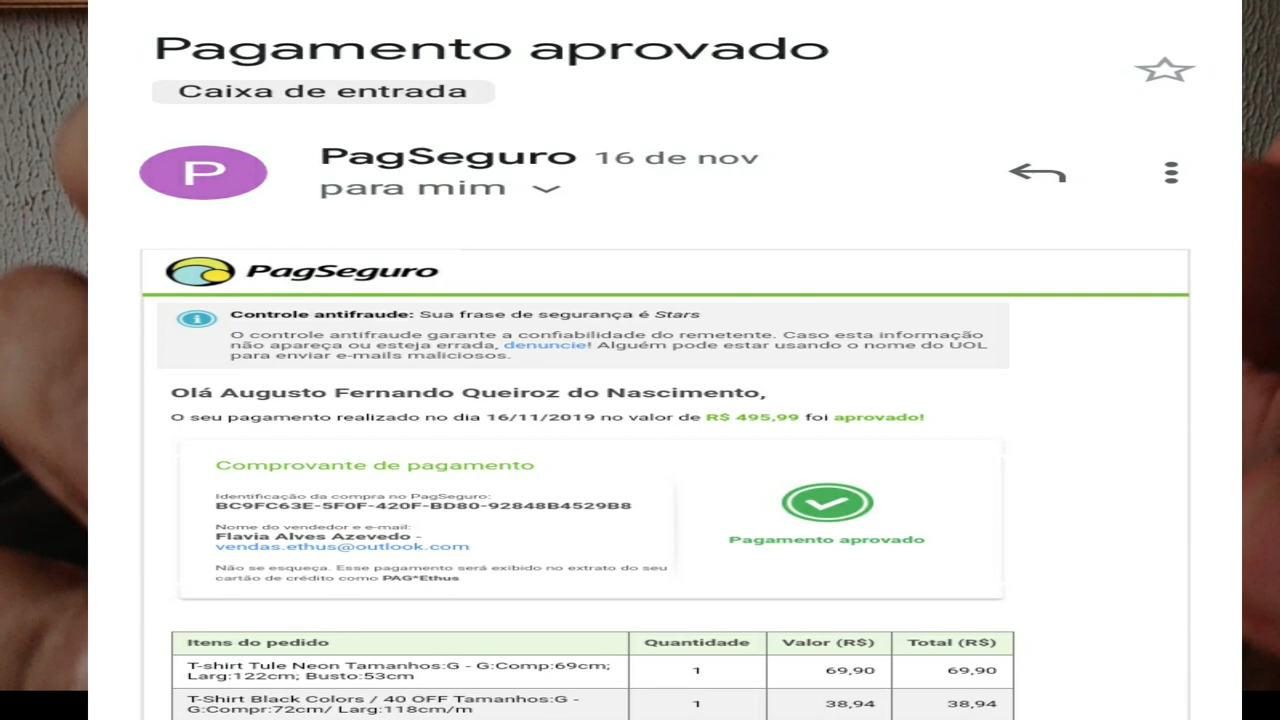 Pagamento aprovado
Caixa de entrada
P
PagSeguro 16 de nov
para mim
PagSeguro
Controle antifraude: Sua frase de segurança é Stars
O controle antifraude garante a confiabilidade do remetente. Caso esta informação
não apareça ou esteja errada, denuncie! Alguém pode estar usando o nome do UOL
para enviar e-mails maliciosos.
Olá Augusto Fernando Queiroz do Nascimento,
O seu pagamento realizado no dia 16/11/2019 no valor de R$ 495,99 foi aprovado!
Comprovante de pagamento
Identificação da compra no PagSeguro:
BC9FC63E-5F0F-420F-BD80-92848B4529B8
Nome do vendedor e e-mail:
Flavia Alves Azevedo -
vendas.ethus@outlook.com
Não se esqueça. Esse pagamento será exibido no extrato do seu
cartão de crédito como PAG*Ethus
Pagamento aprovado
Itens do pedido Quantidade Valor (R$) Total (R$)
T-shirt Tule Neon Tamanhos:G - G:Comp:69cm;
Larg:122cm; Busto:53cm
1 69,90 69,90
T-Shirt Black Colors / 40 OFF Tamanhos:G -
G:Compr:72cm/ Larg:118cm/m
1 38,94 38,94